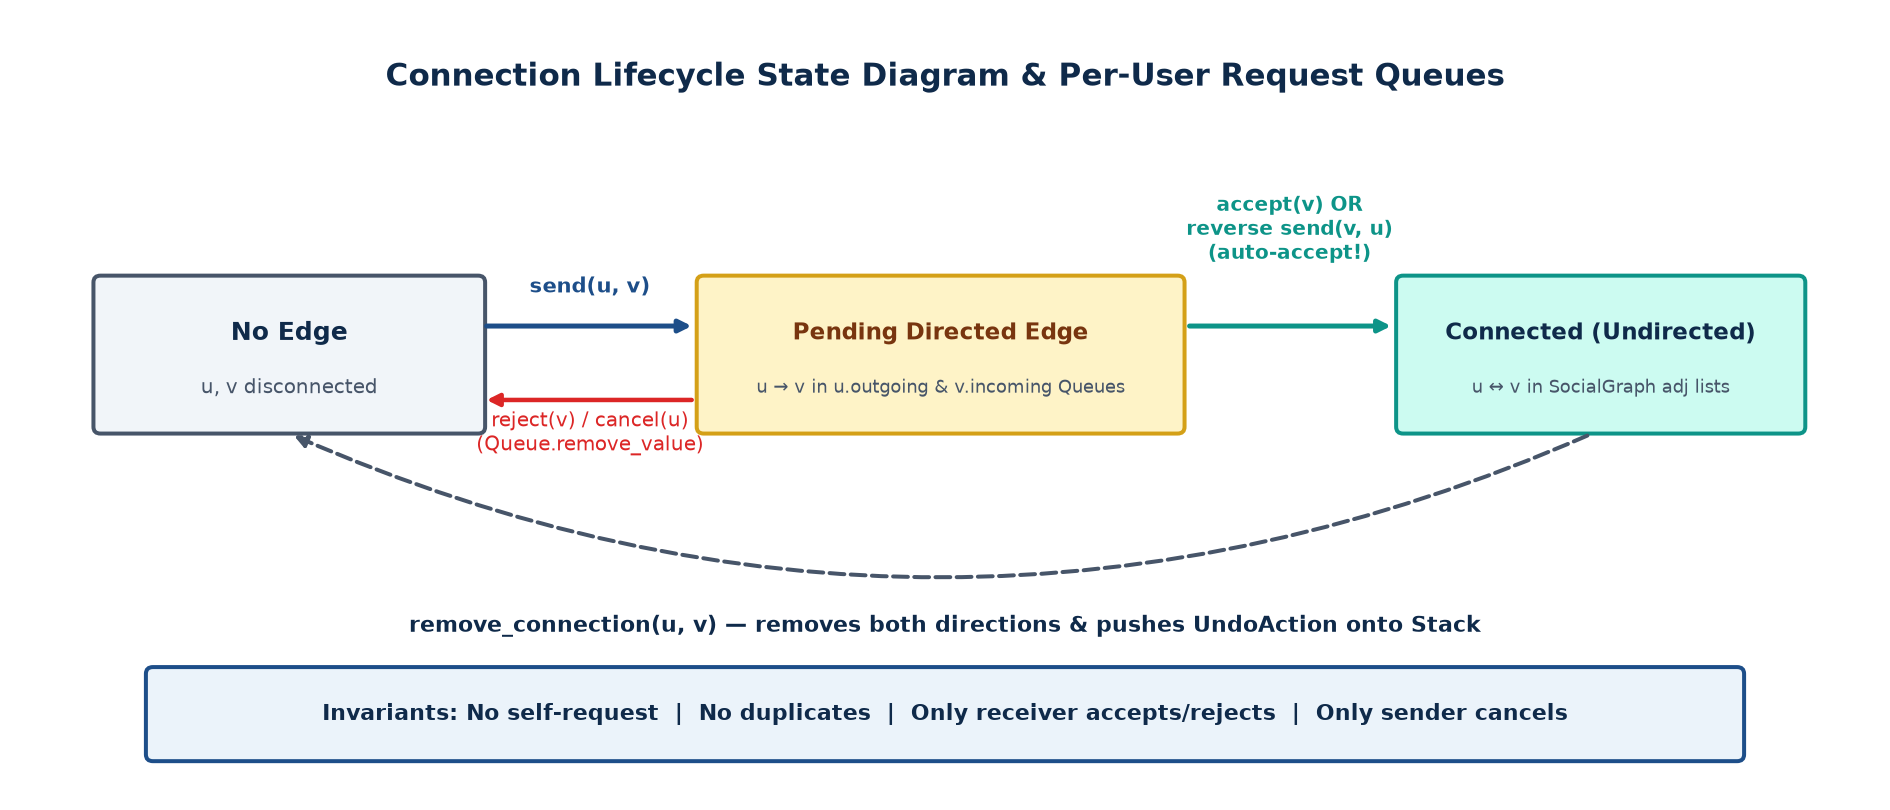 Connection Lifecycle State Diagram & Per-User Request Queues
accept(v) OR
reverse send(v, u)
(auto-accept!)
send(u, v)
No Edge
Pending Directed Edge
Connected (Undirected)
u, v disconnected
u → v in u.outgoing & v.incoming Queues
u ↔ v in SocialGraph adj lists
reject(v) / cancel(u)
(Queue.remove_value)
remove_connection(u, v) — removes both directions & pushes UndoAction onto Stack
Invariants: No self-request | No duplicates | Only receiver accepts/rejects | Only sender cancels